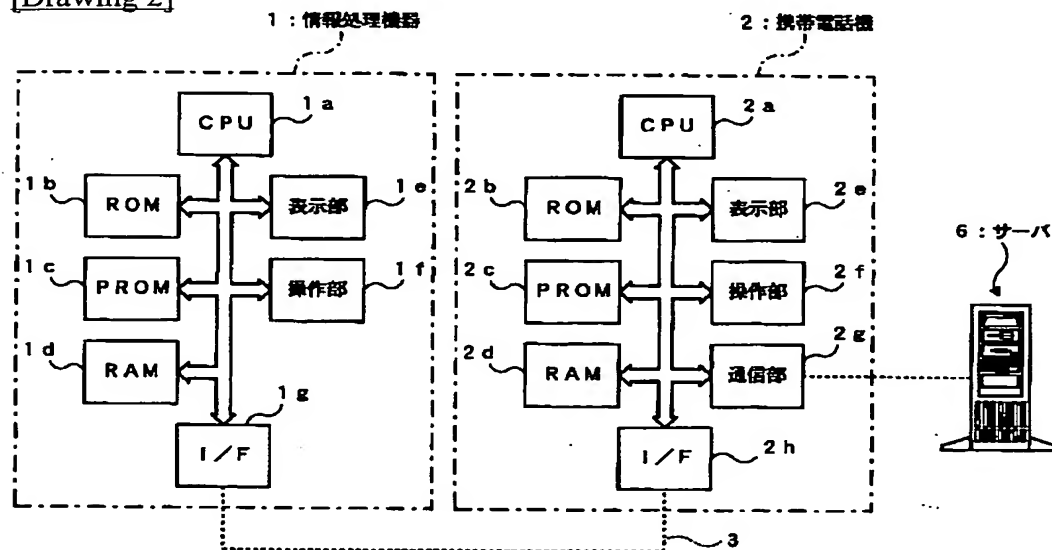 [Drawing 2]
1：情報処理機器
2：携帯電話機
1a
CPU
2a
CPU
1b
ROM
表示部
1e
2b
ROM
表示部
2e
6：サーバ
1c
PROM
操作部
1f
2c
PROM
操作部
2f
1d
RAM
2d
RAM
通信部
2g
1g
I／F
I／F
2h
3